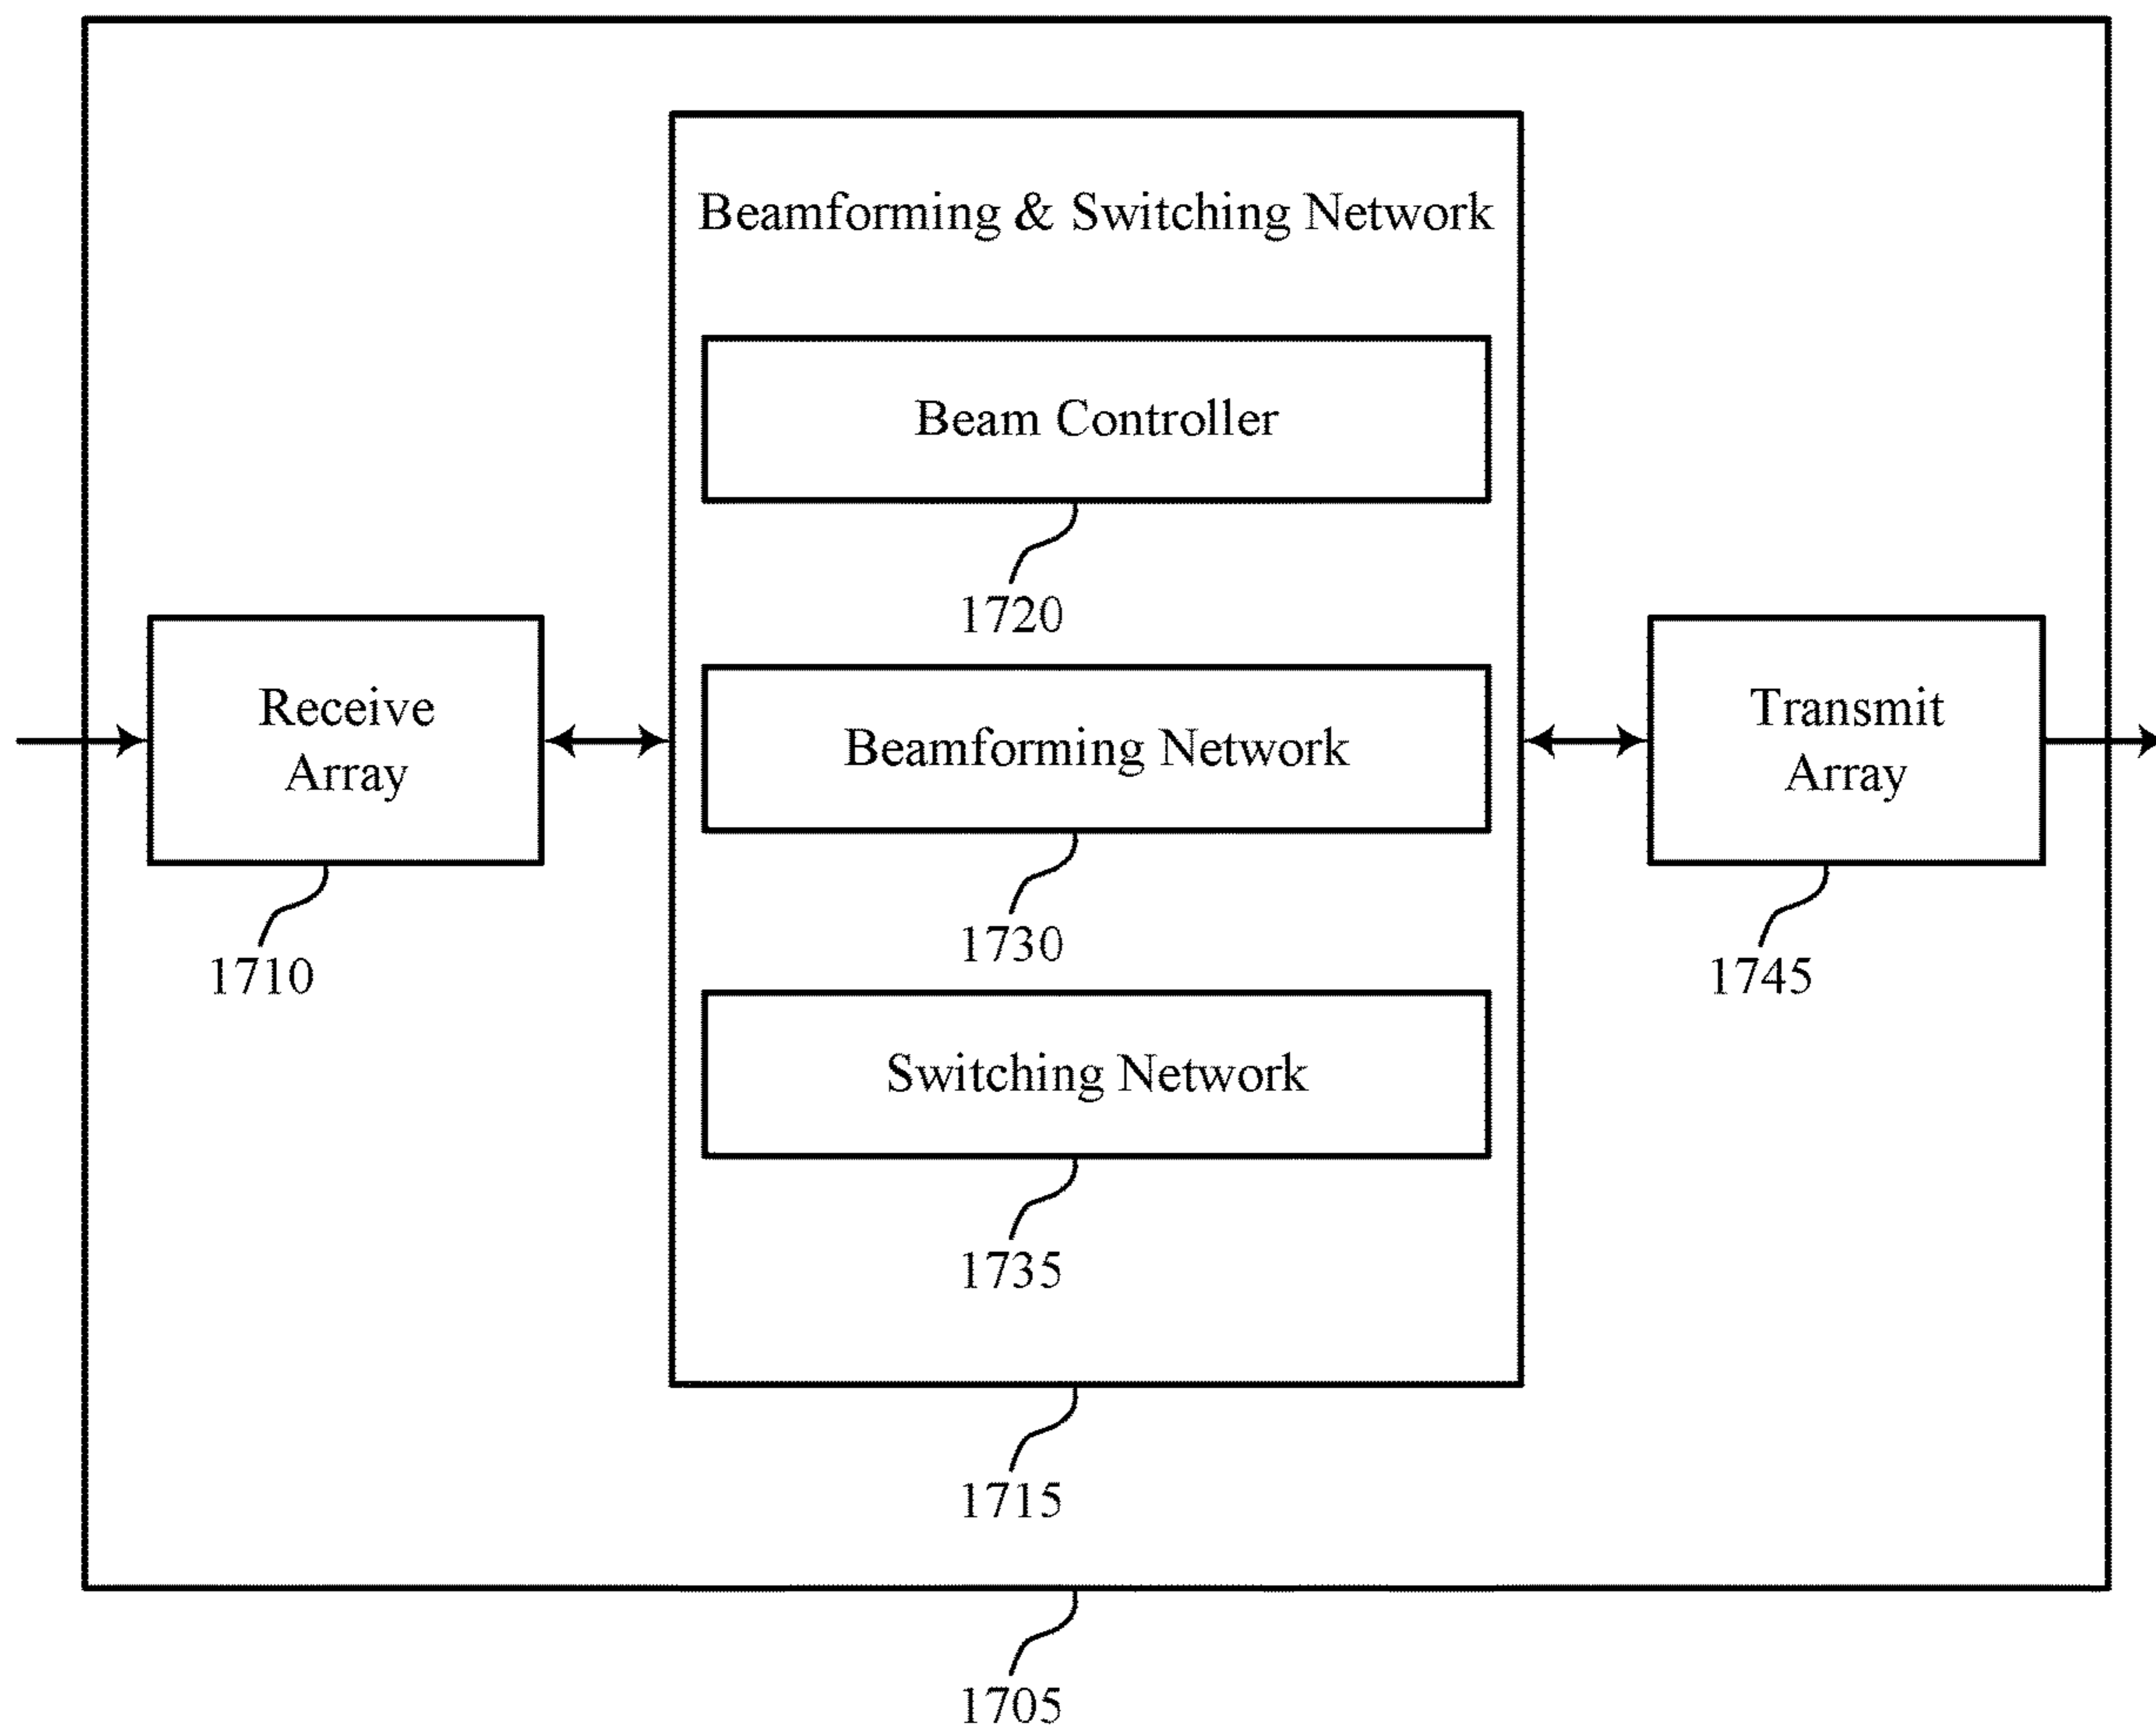 Beamforming & Switching Network
Beam Controller
1720
Receive
Array
1710
Beamforming Network
1730
Transmit
Array
1745
Switching Network
1735
1715
1705